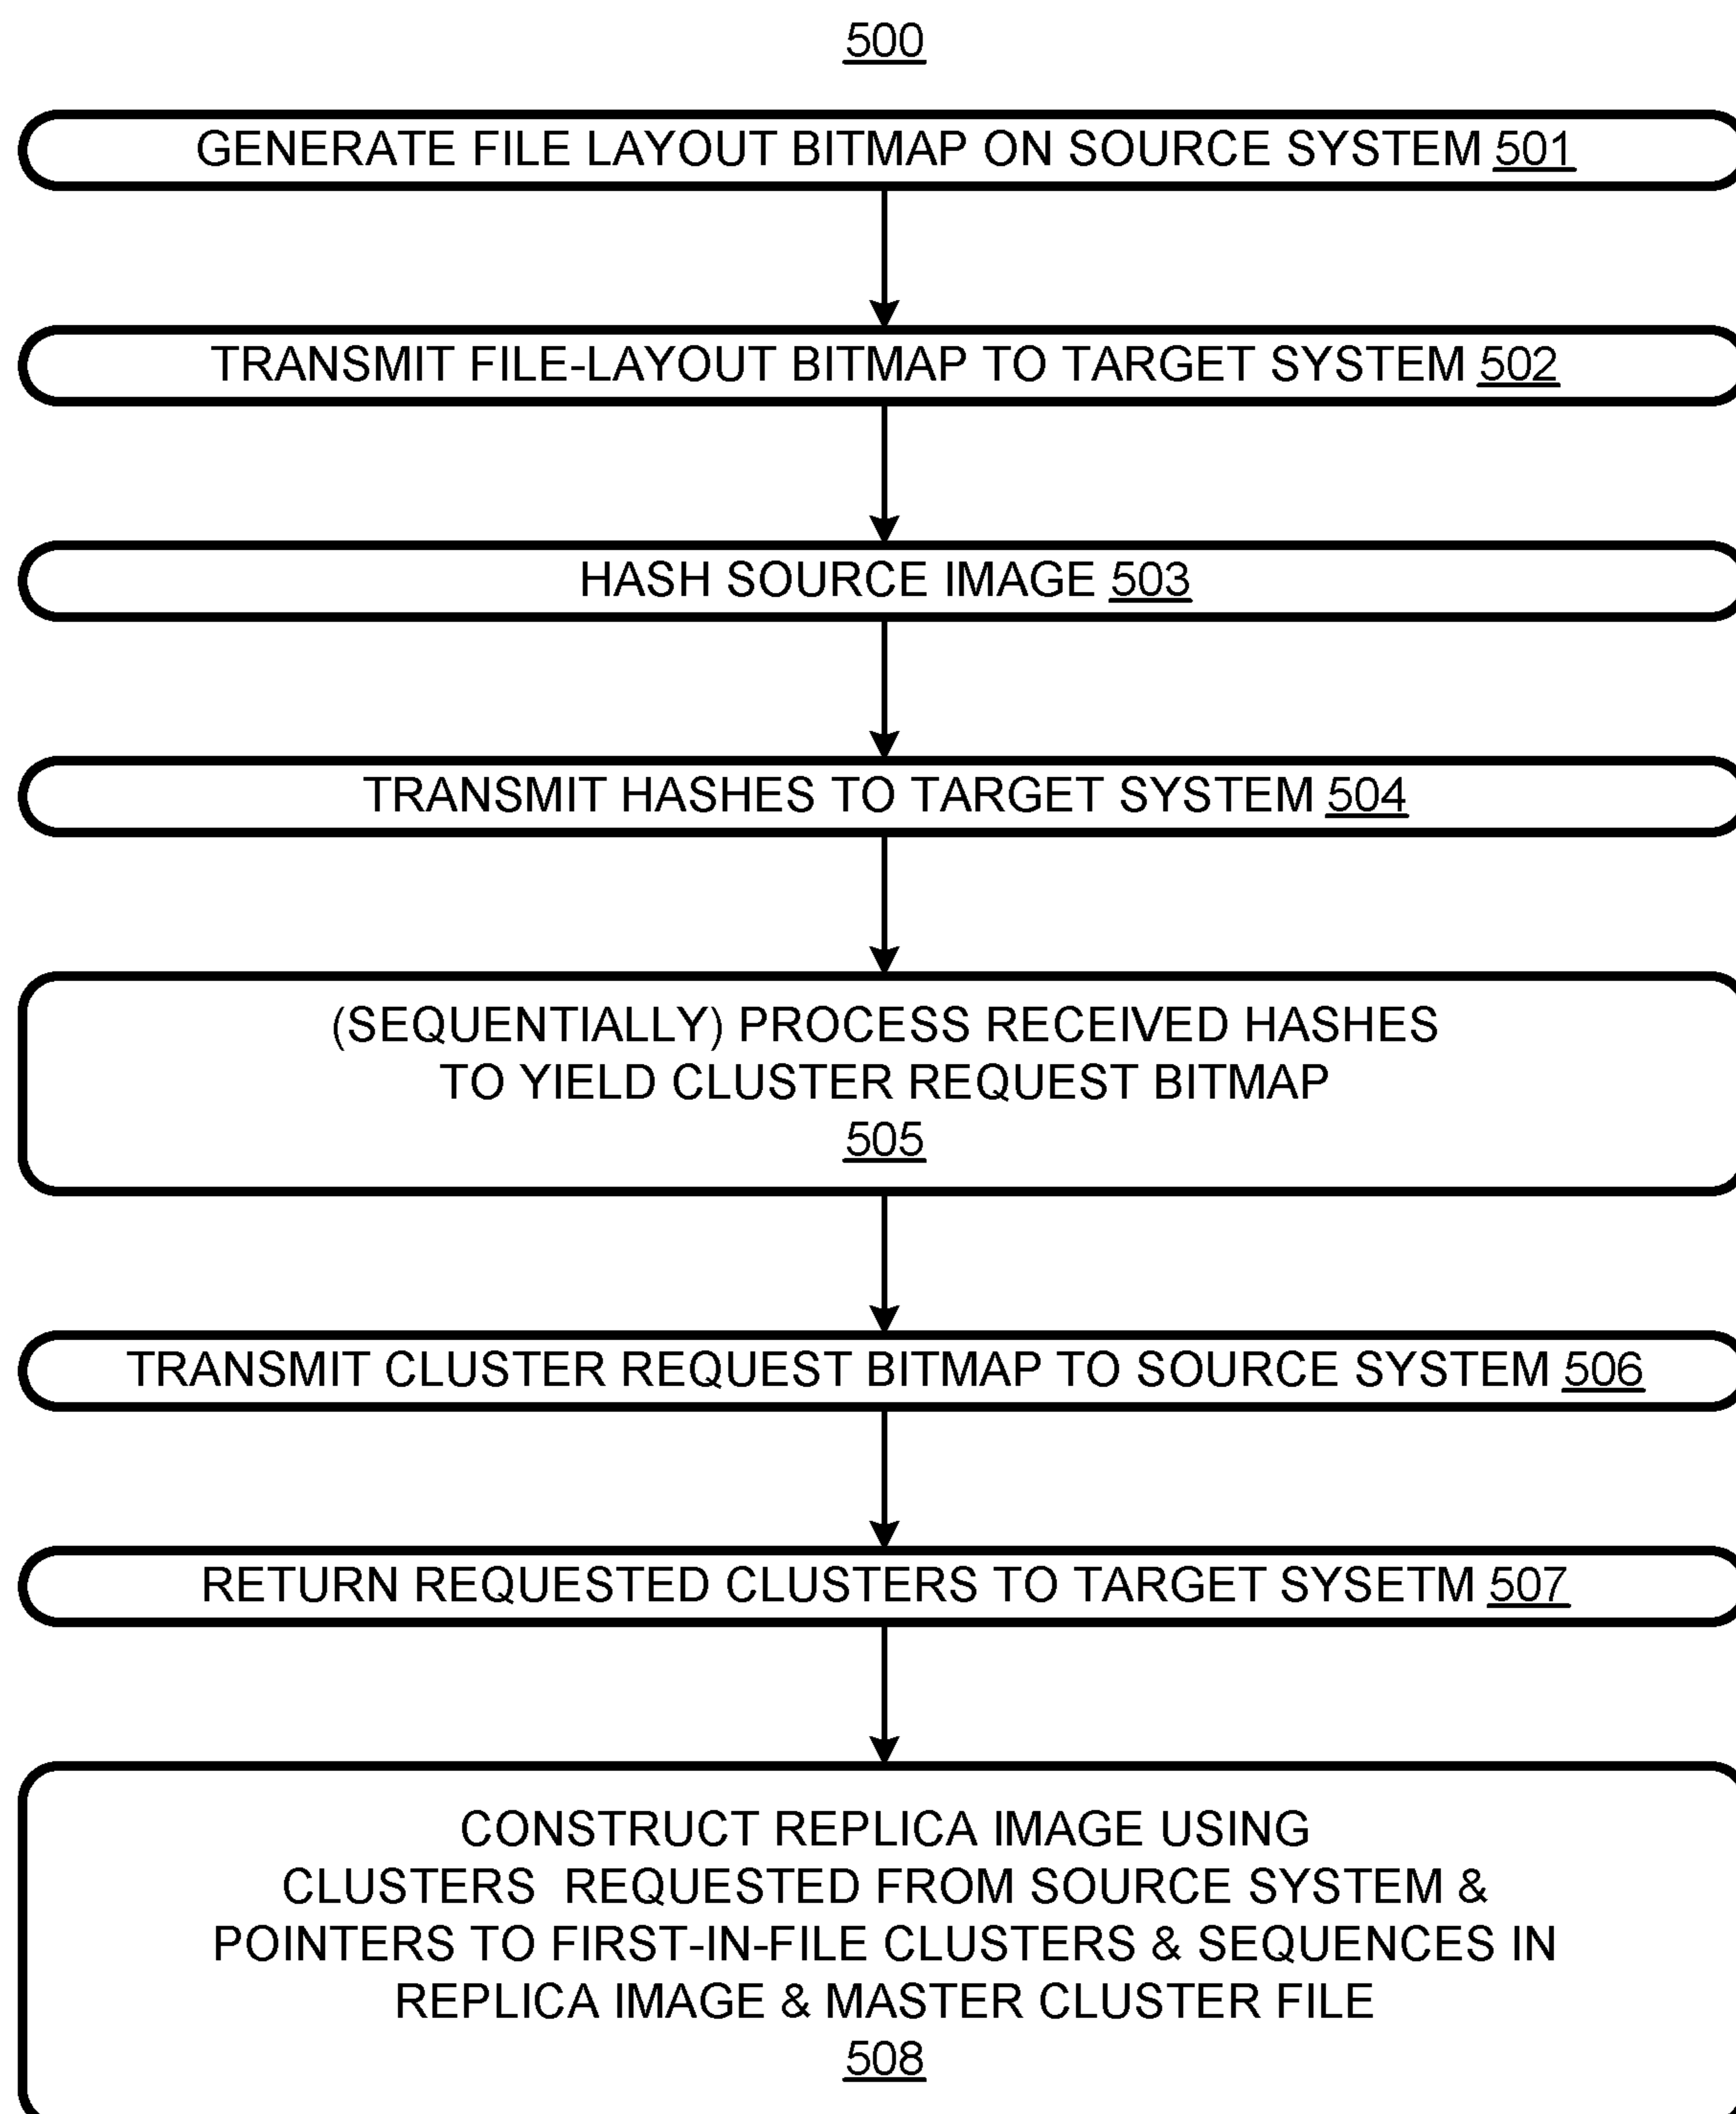 500
GENERATE FILE LAYOUT BITMAP ON SOURCE SYSTEM 501
TRANSMIT FILE-LAYOUT BITMAP TO TARGET SYSTEM 502
HASH SOURCE IMAGE 503
TRANSMIT HASHES TO TARGET SYSTEM 504
(SEQUENTIALLY) PROCESS RECEIVED HASHES
TO YIELD CLUSTER REQUEST BITMAP
505
TRANSMIT CLUSTER REQUEST BITMAP TO SOURCE SYSTEM 506
RETURN REQUESTED CLUSTERS TO TARGET SYSETM 507
CONSTRUCT REPLICA IMAGE USING
CLUSTERS REQUESTED FROM SOURCE SYSTEM &
POINTERS TO FIRST-IN-FILE CLUSTERS & SEQUENCES IN
REPLICA IMAGE & MASTER CLUSTER FILE
508